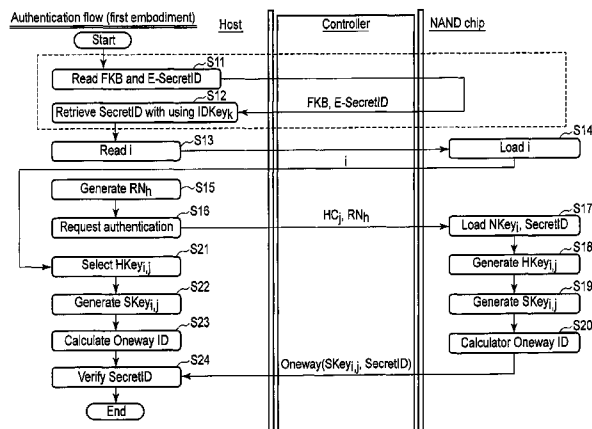 Authentication flow (first embodiment)
Host
Controller
NAND chip
Start
S11
Read FKB and E-SecretID
S12
FKB, E-SecretID
Retrieve SecretID with using IDKeyk
S13
Read i
S14
Load i
i
S15
Generate RNh
S16
Request authentication
HCj, RNh
S17
Load NKeyi, SecretID
S21
Select HKeyi,j
S18
Generate HKeyi,j
S22
Generate SKeyi,j
S19
Generate SKeyi,j
S23
Calculate Oneway ID
S20
Calculator Oneway ID
S24
Verify SecretID
Oneway(SKeyi,j, SecretID)
End